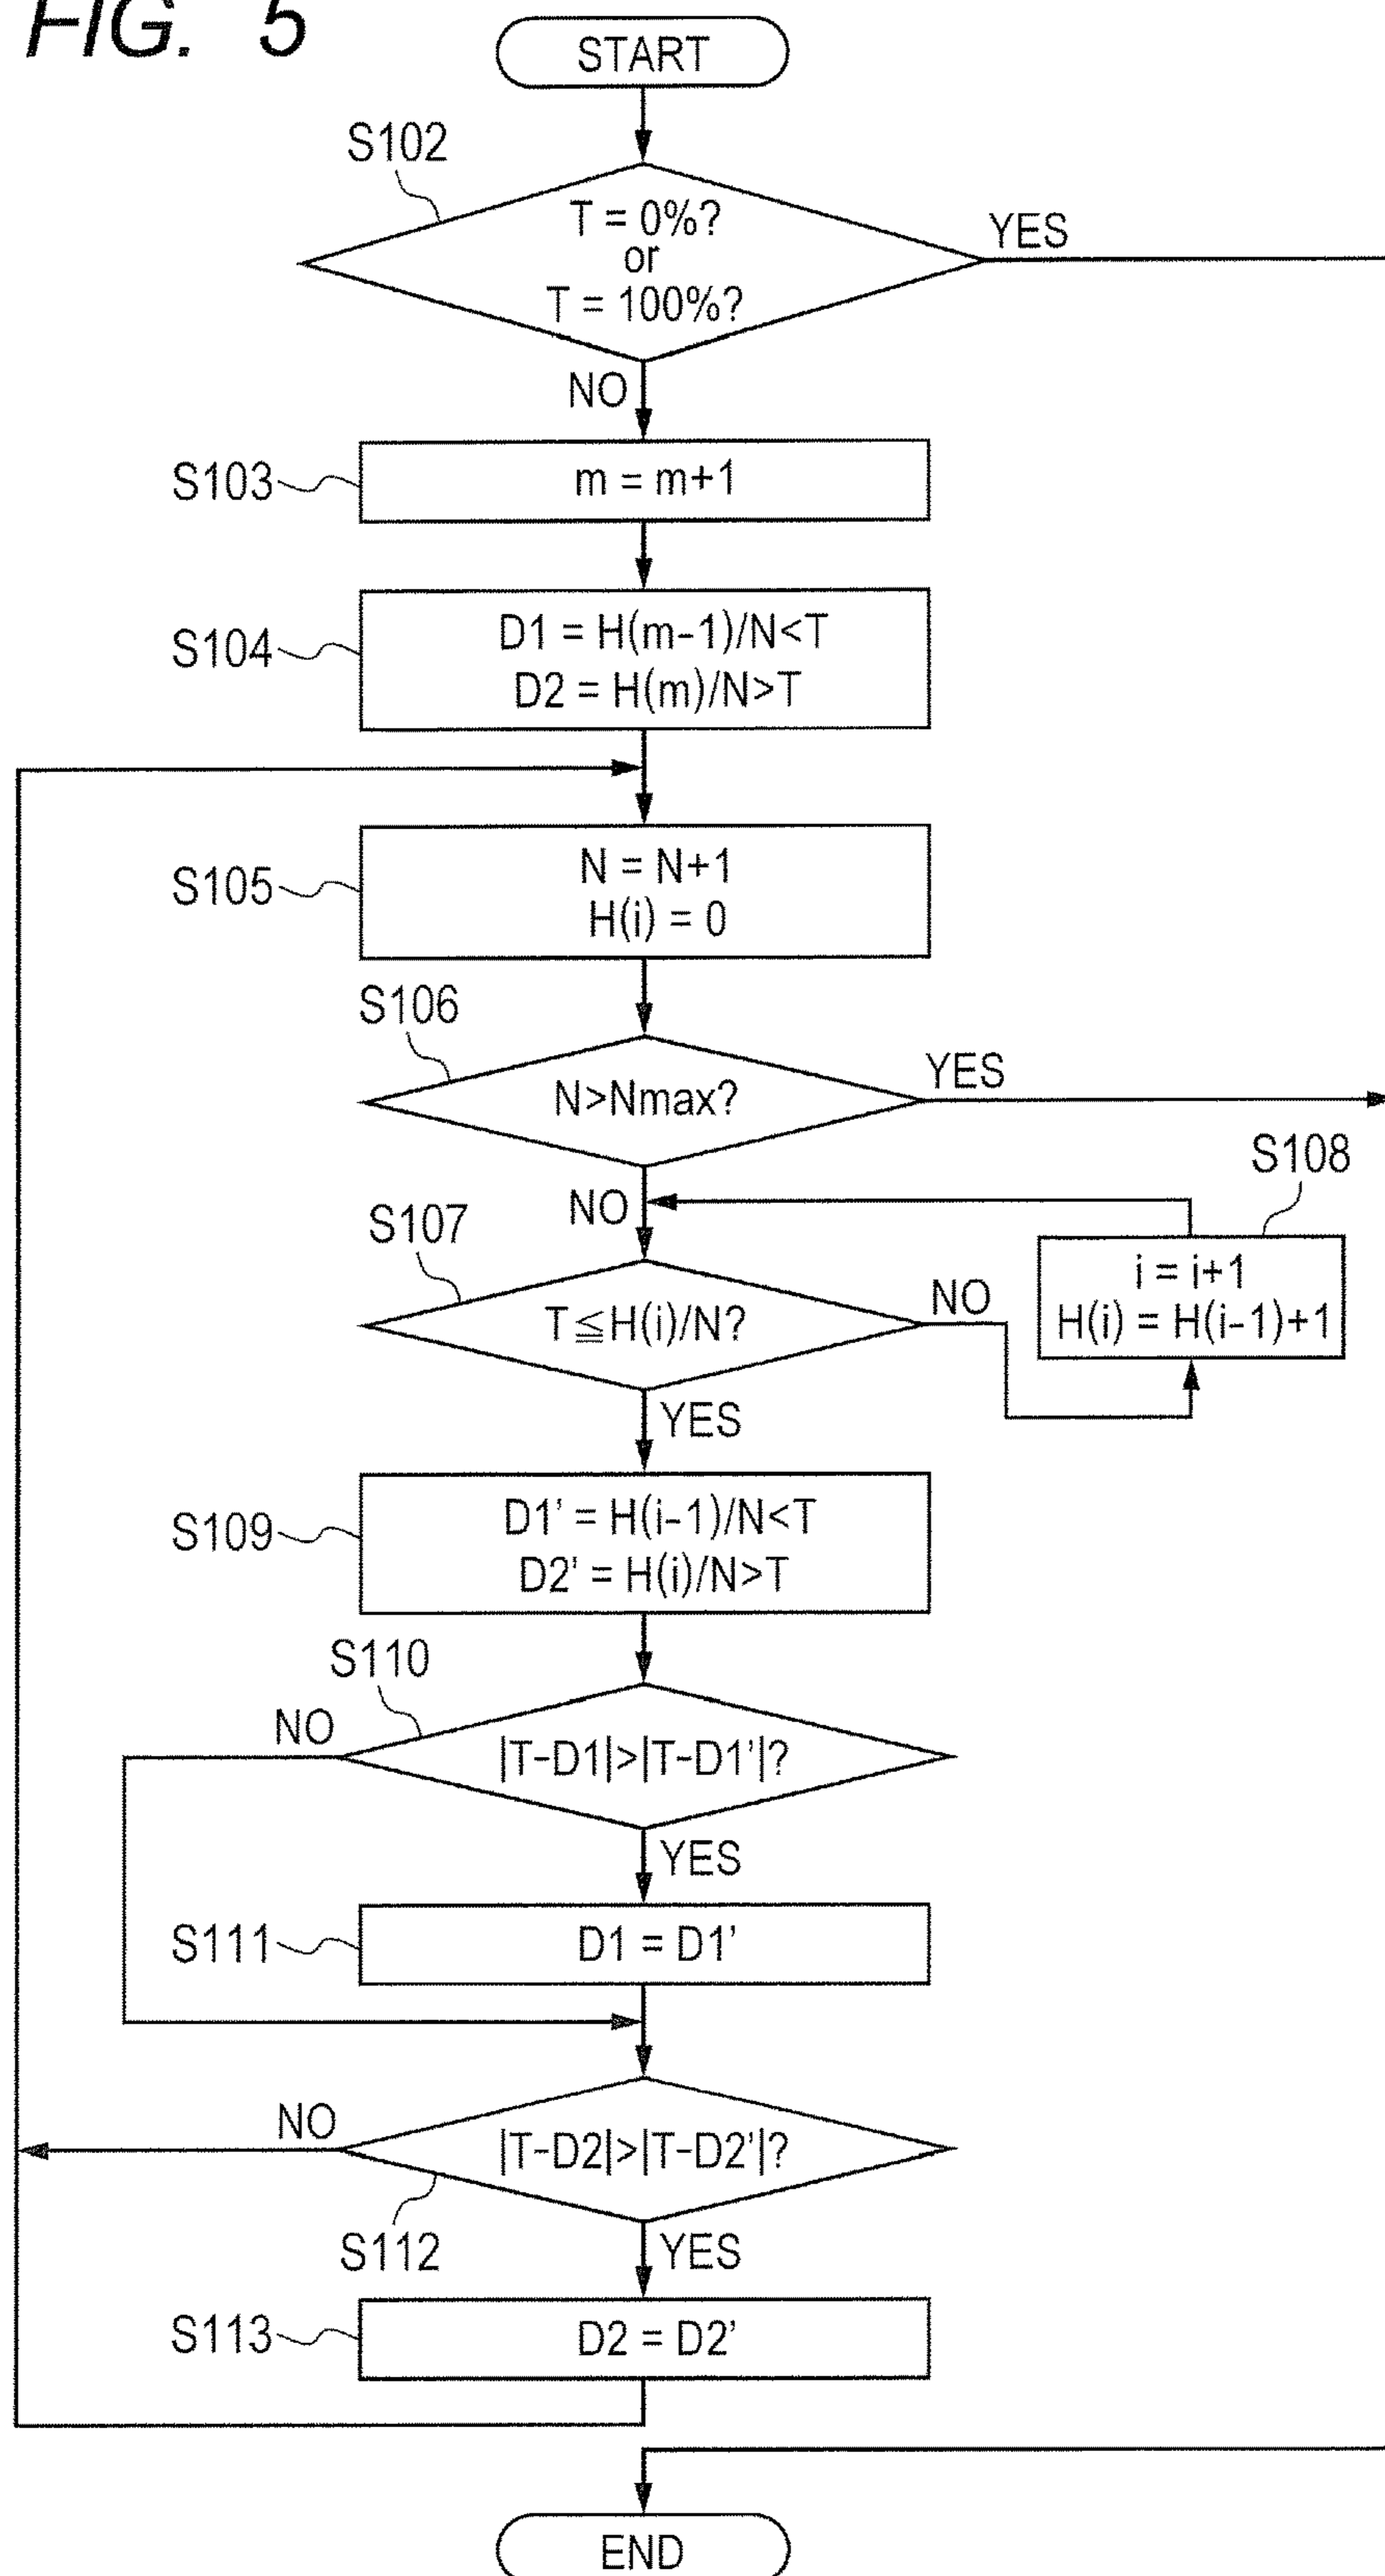 FIG. 5
START
S102
T = 0%?
or
T = 100%?
YES
NO
S103
m = m+1
S104
D1 = H(m-1)/N<T
D2 = H(m)/N>T
S105
N = N+1
H(i) = 0
S106
N>Nmax?
YES
NO
S108
i = i+1
H(i) = H(i-1)+1
S107
T≦H(i)/N?
NO
YES
S109
D1' = H(i-1)/N<T
D2' = H(i)/N>T
S110
NO
|T-D1|>|T-D1'|?
YES
S111
D1 = D1'
NO
|T-D2|>|T-D2'|?
S112
YES
S113
D2 = D2'
END